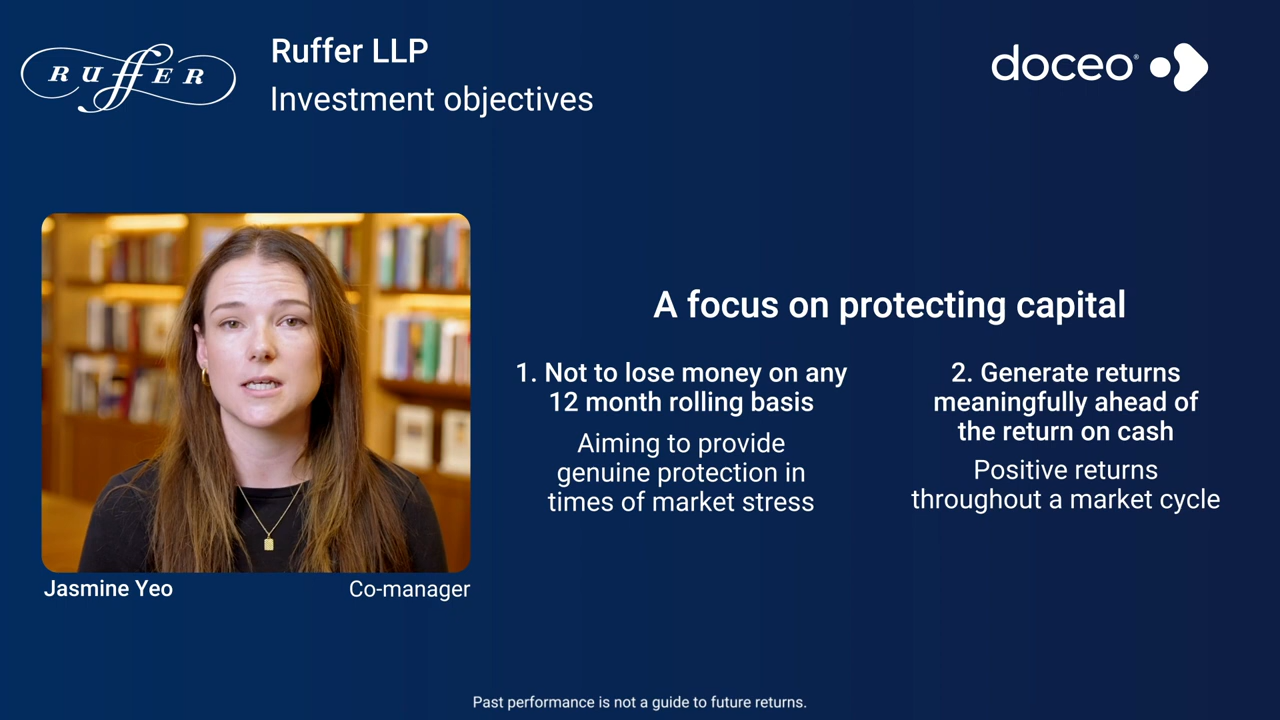 RUFFER
Ruffer LLP
Investment objectives
doceo®
A focus on protecting capital
1. Not to lose money on any
12 month rolling basis
Aiming to provide
genuine protection in
times of market stress
2. Generate returns
meaningfully ahead of
the return on cash
Positive returns
throughout a market cycle
Jasmine Yeo
Co-manager
Past performance is not a guide to future returns.